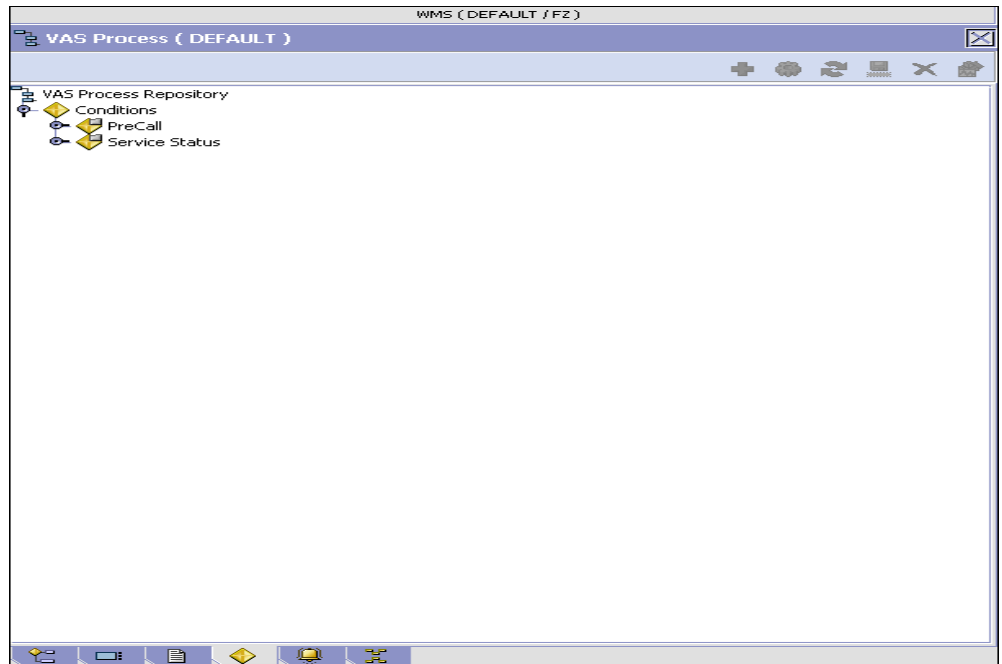 WMS ( DEFAULT / FZ )
VAS Process ( DEFAULT )
VAS Process Repository
Conditions
PreCall
Service Status